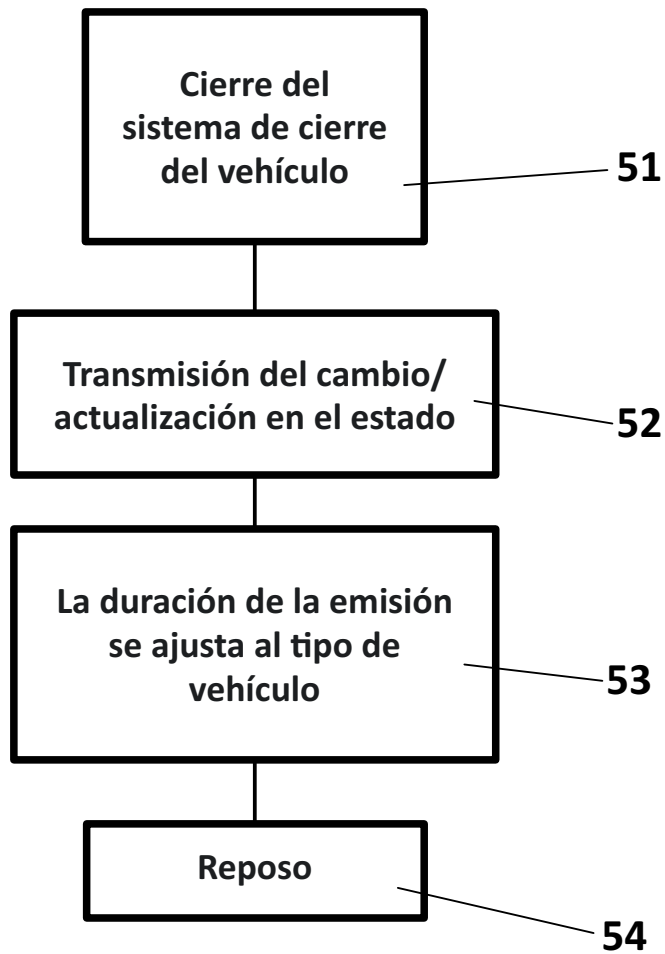 Cierre del
sistema de cierre
del vehículo
51
Transmisión del cambio/
actualización en el estado
52
La duración de la emisión
se ajusta al tipo de
vehículo
53
Reposo
54